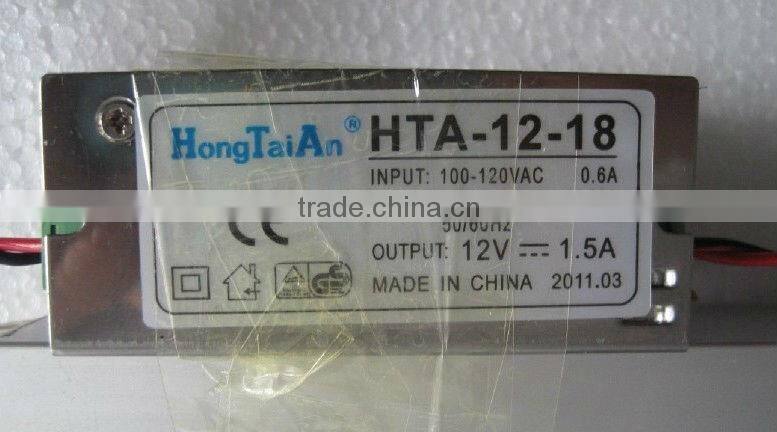 HongTaiAn® HTA-12-18
INPUT: 100-120VAC 0.6A
trade.china.cn
50/60Hz
CE
OUTPUT: 12V 1.5A
MADE IN CHINA 2011.03
GS